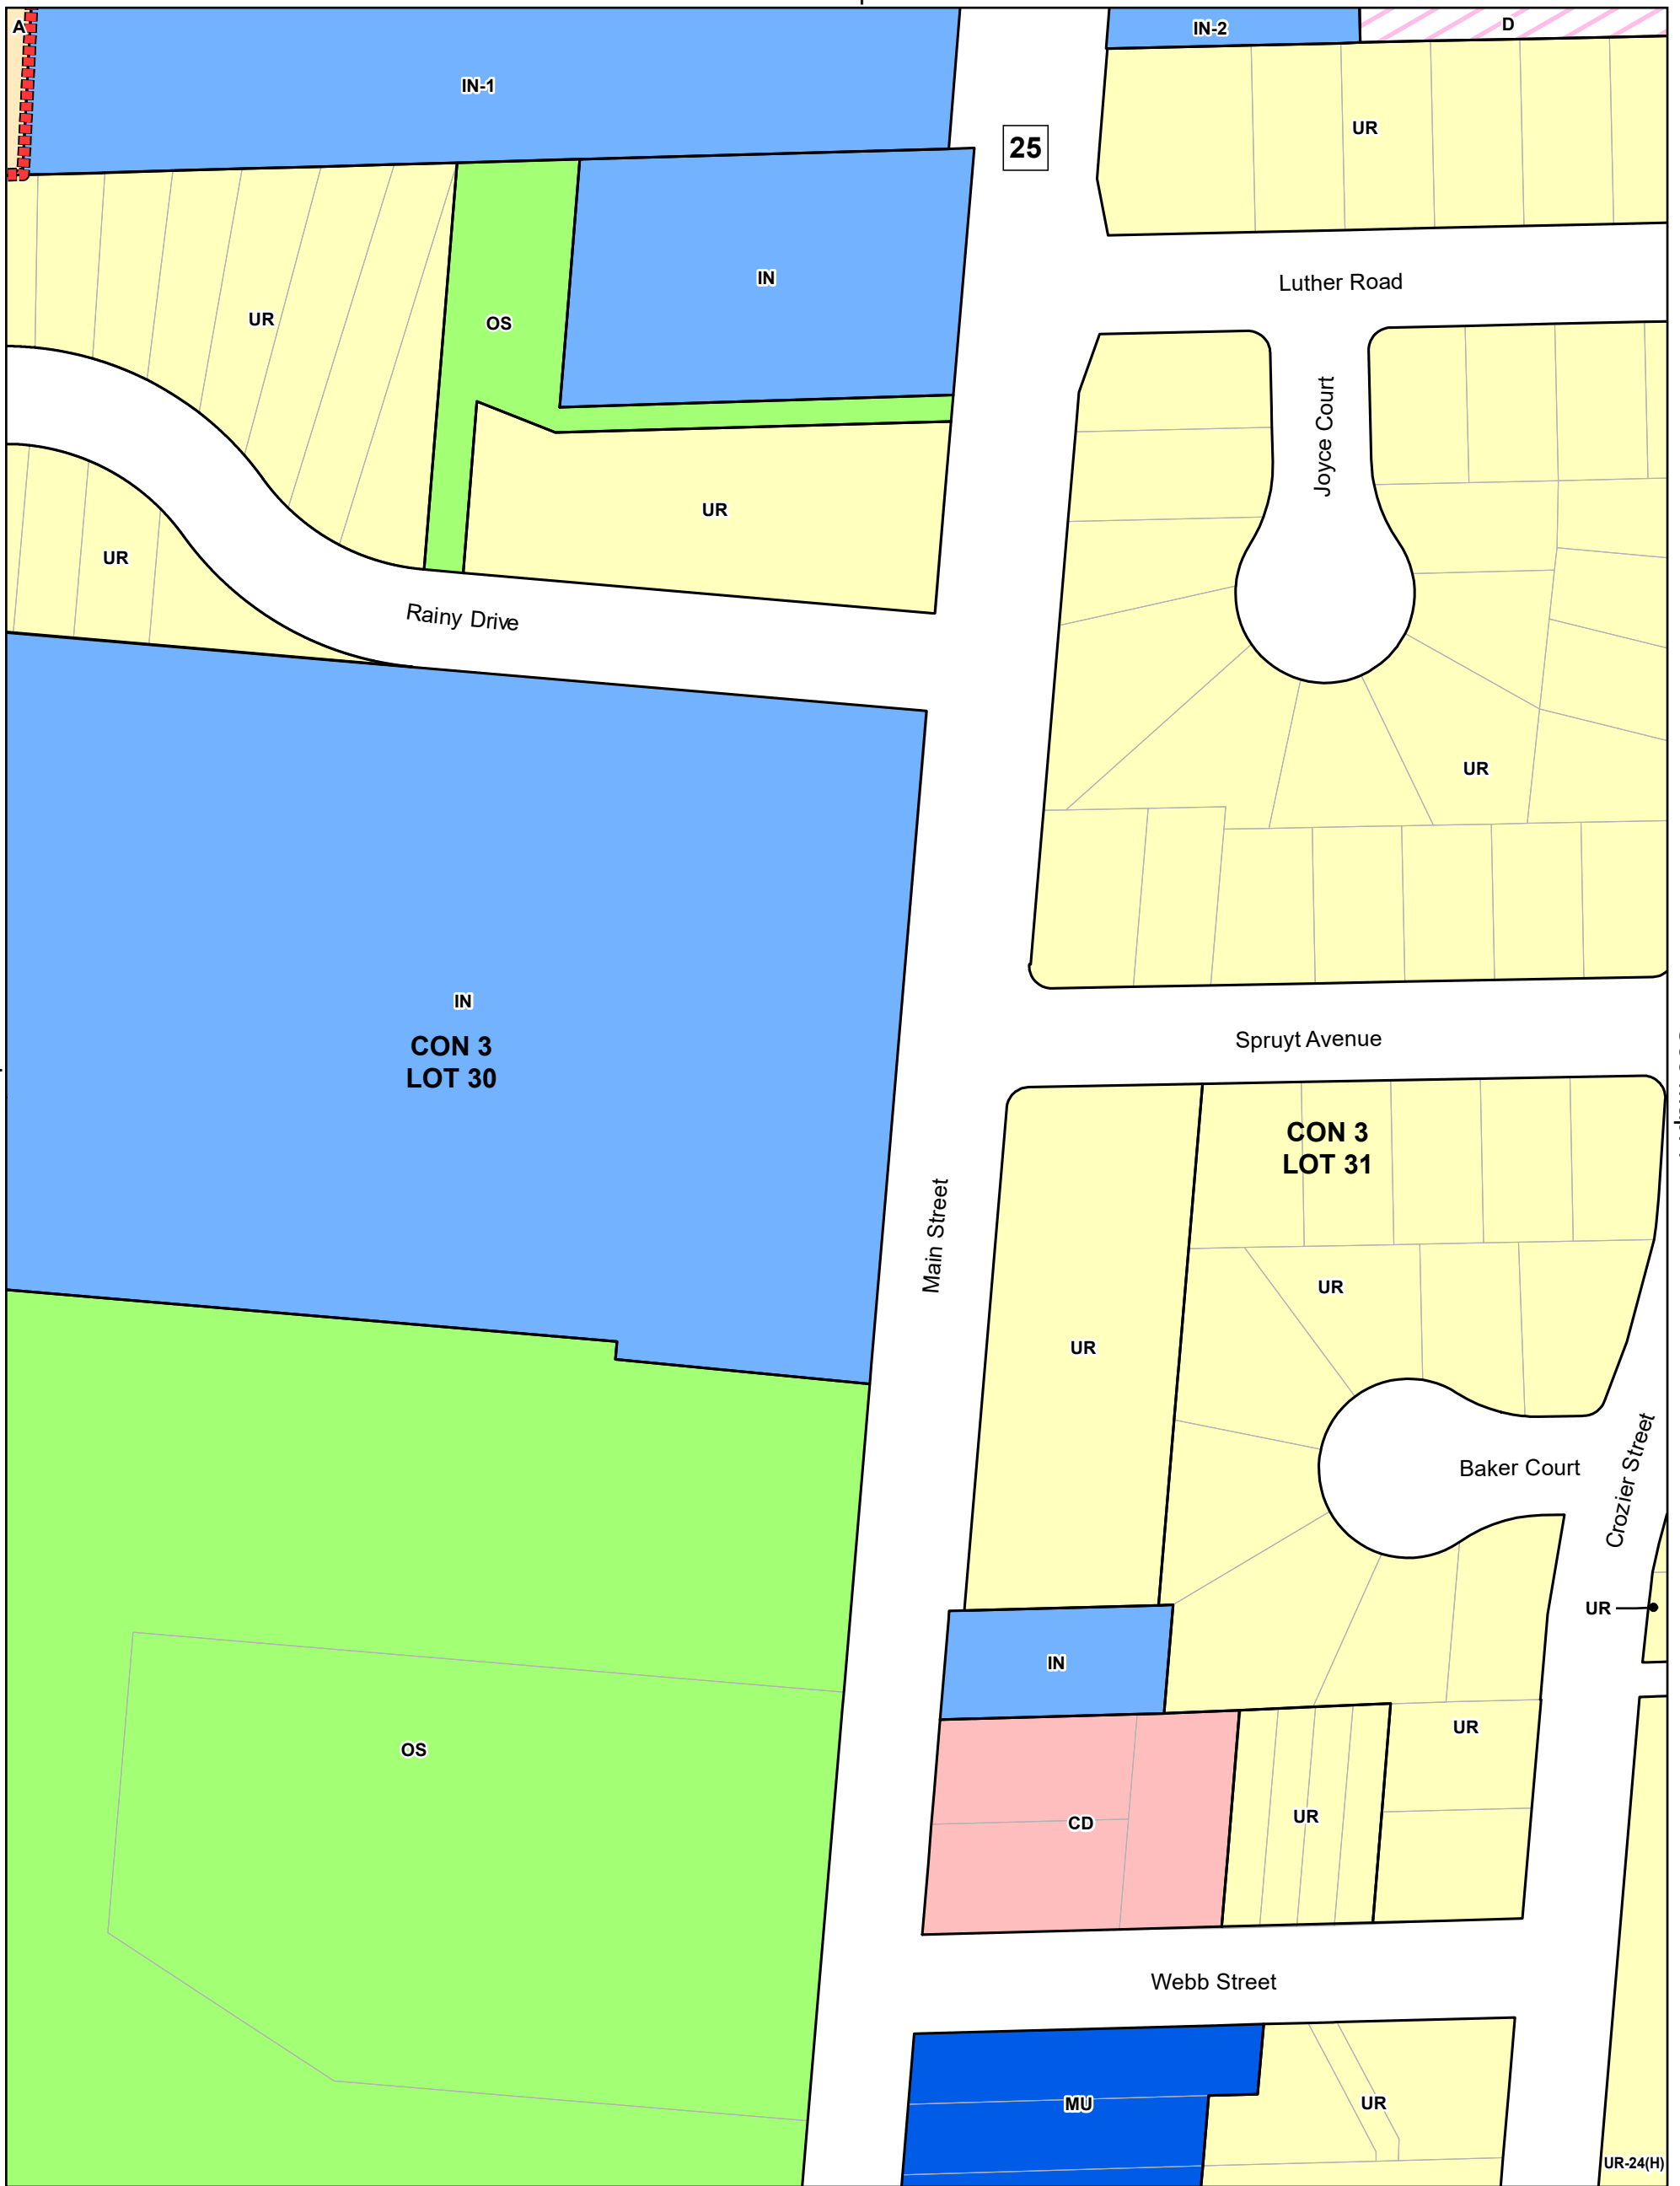 A
IN-1
IN-2
D
UR
25
IN
Luther Road
UR
OS
Joyce Court
UR
UR
Rainy Drive
UR
IN
CON 3
LOT 30
Spruyt Avenue
CON 3
LOT 31
Main Street
UR
UR
Baker Court
Crozier Street
UR
IN
UR
OS
UR
CD
Webb Street
MU
UR
UR-24(H)